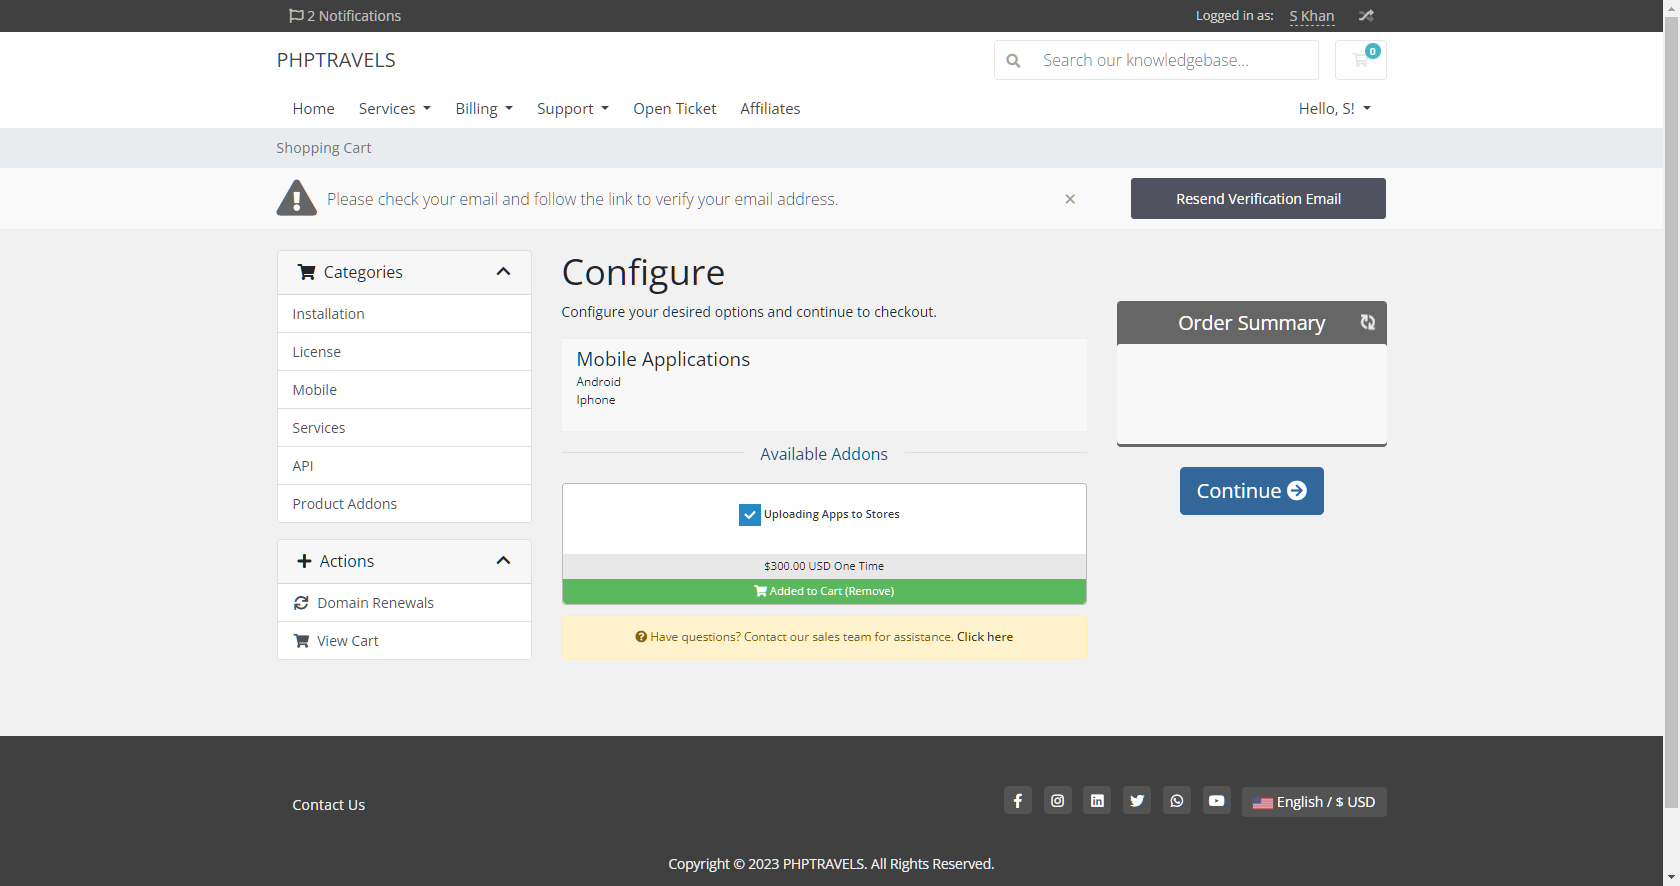 2 Notifications
Logged in as: S Khan
PHPTRAVELS
Search our knowledgebase...
0
Home Services Billing Support Open Ticket Affiliates Hello, S!
Shopping Cart
Please check your email and follow the link to verify your email address.
×
Resend Verification Email
Categories
Installation
License
Mobile
Services
API
Product Addons
Actions
Domain Renewals
View Cart
Configure
Configure your desired options and continue to checkout.
Mobile Applications
Android
Iphone
Available Addons
Uploading Apps to Stores
$300.00 USD One Time
Added to Cart (Remove)
Have questions? Contact our sales team for assistance. Click here
Order Summary
Continue
Contact Us
English / $ USD
Copyright © 2023 PHPTRAVELS. All Rights Reserved.